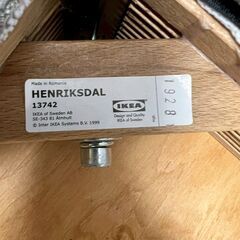 Made in Romania
HENRIKSDAL
13742
IKEA of Sweden AB
SE-343 81 Älmhult
© Inter IKEA Systems B.V. 1999
IKEA
Design and Quality
IKEA of Sweden
1928